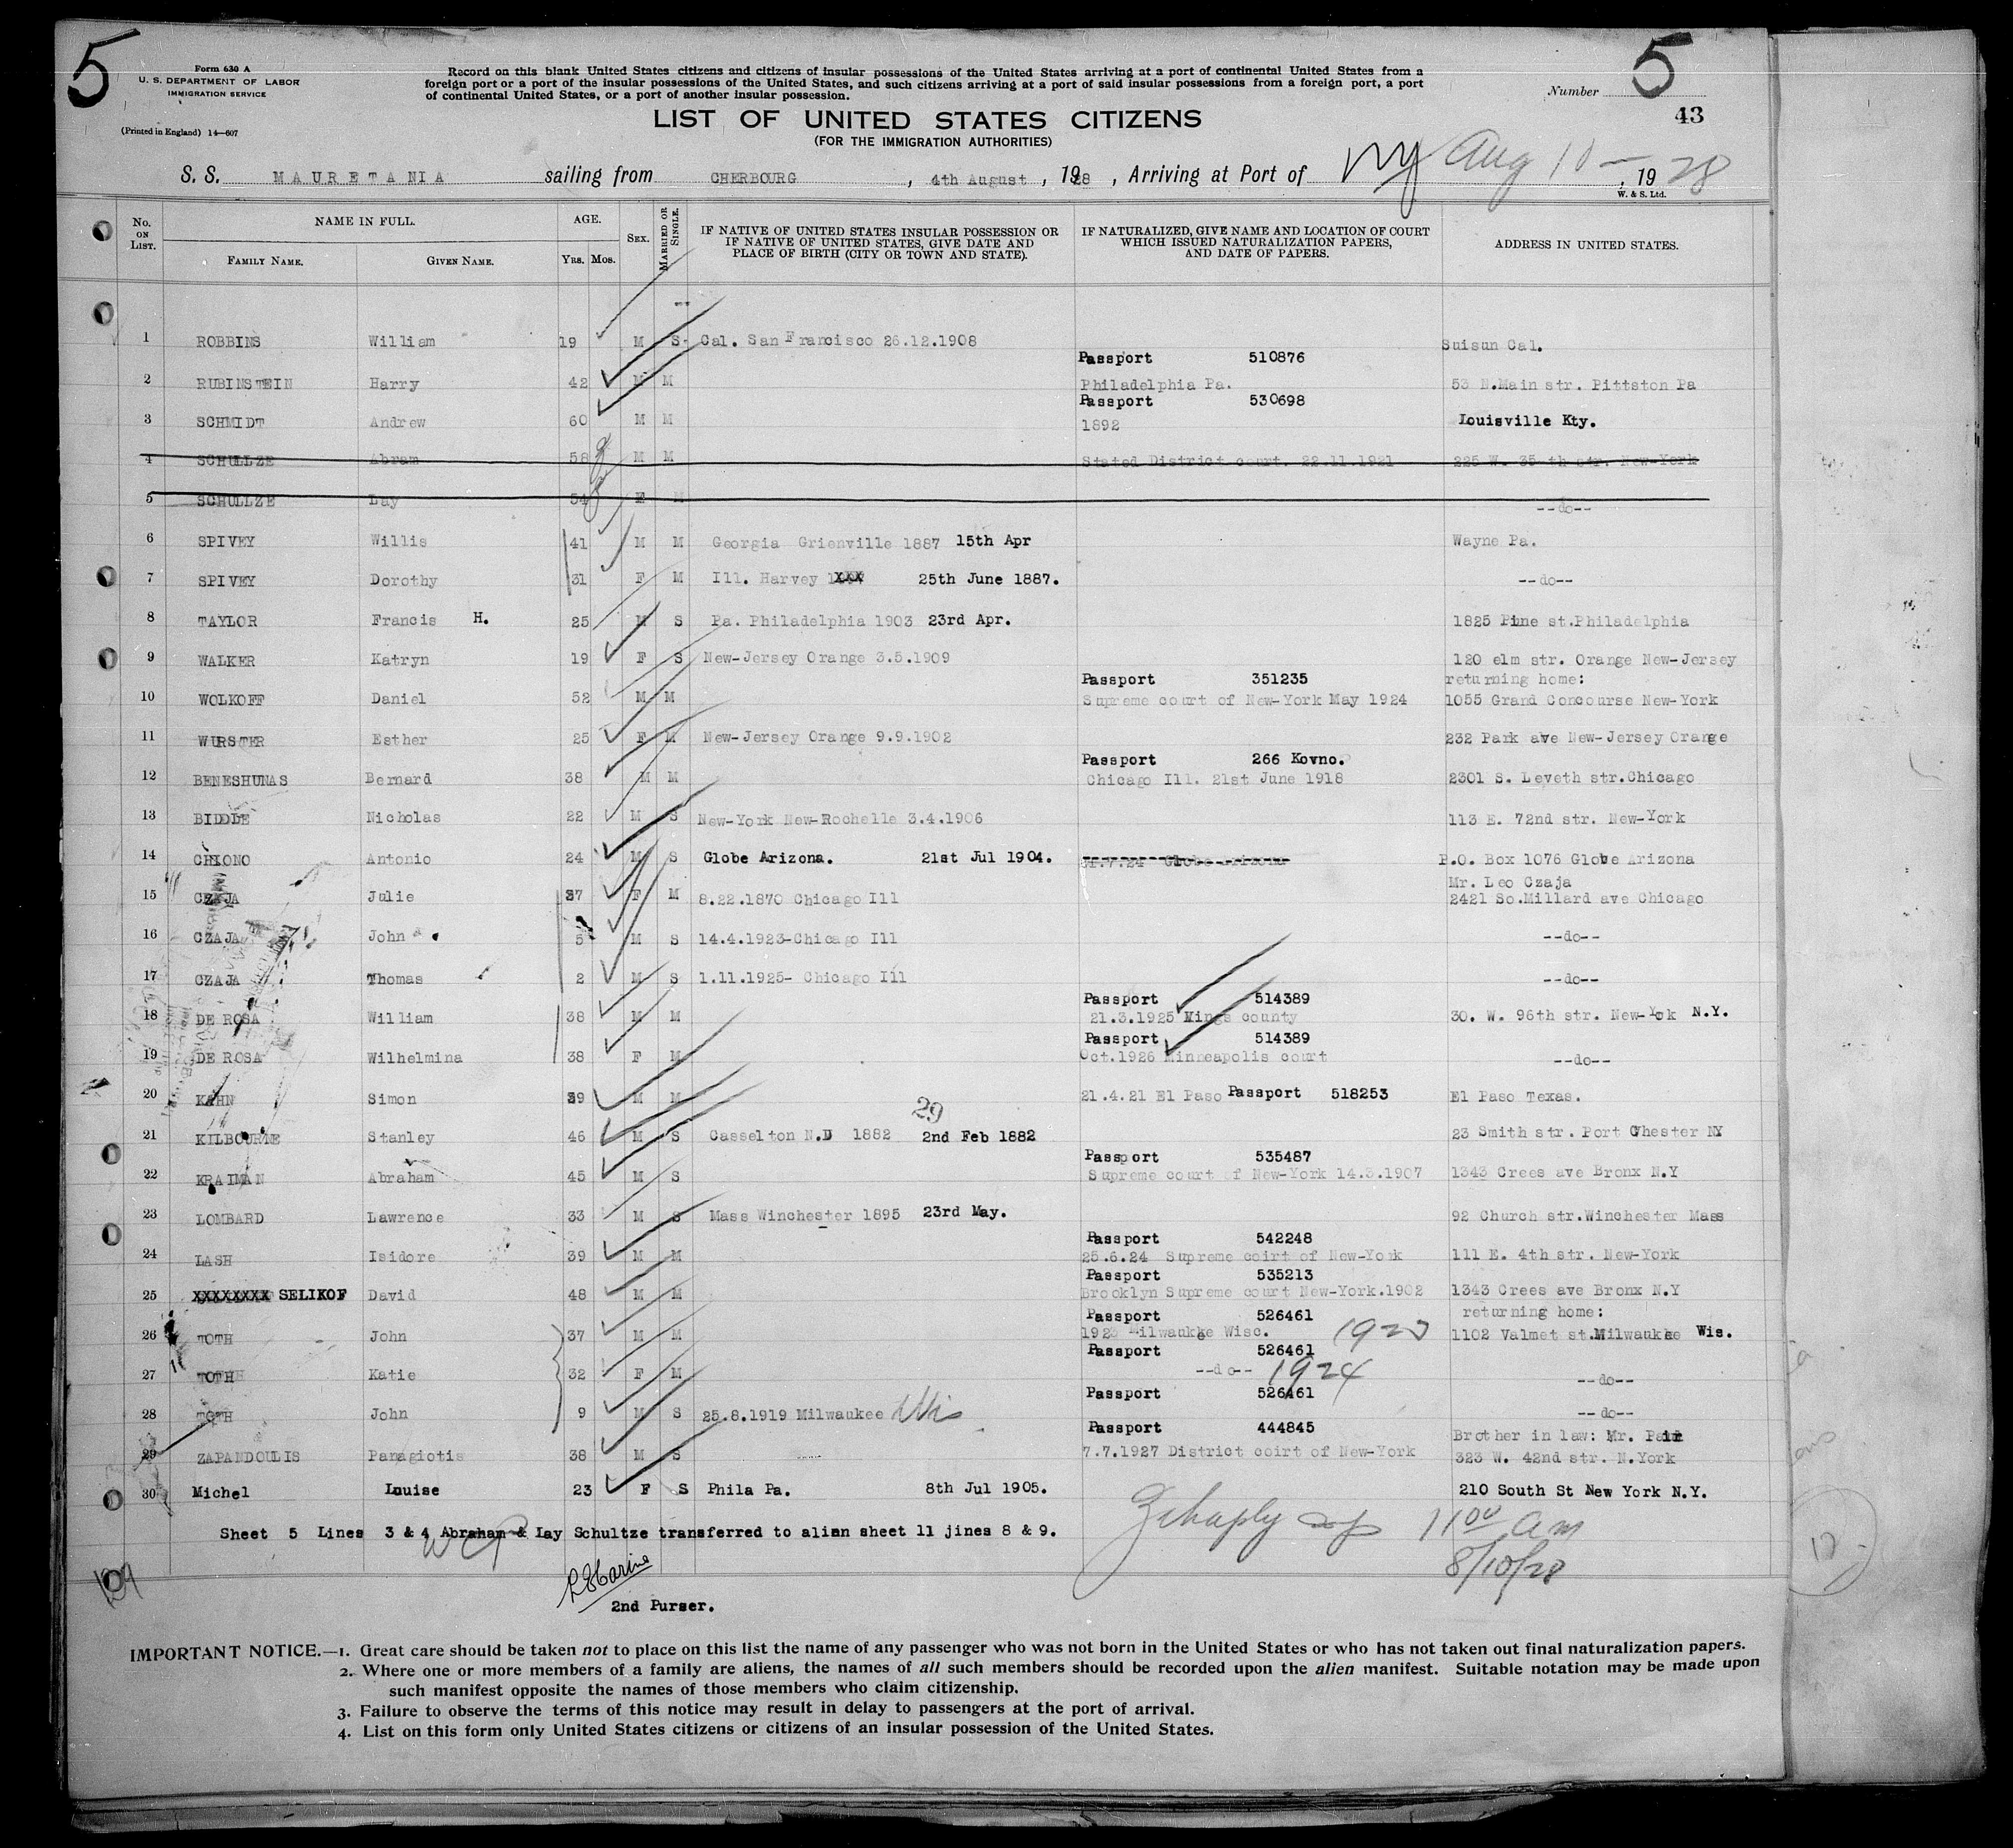 5
5
Form 630 A
U. S. DEPARTMENT OF LABOR
IMMIGRATION SERVICE
(Printed in England) 14—607
Record on this blank United States citizens and citizens of insular possessions of the United States arriving at a port of continental United States from a
foreign port or a port of the insular possessions of the United States, and such citizens arriving at a port of said insular possessions from a foreign port, a port
of continental United States, or a port of another insular possession.
Number
43
LIST OF UNITED STATES CITIZENS
(FOR THE IMMIGRATION AUTHORITIES)
S. S. MAURETANIA sailing from CHERBOURG , 4th August , 1928 , Arriving at Port of NY Aug 10 — , 19 28
W. & S. Ltd.
No. ON LIST. NAME IN FULL. FAMILY NAME. GIVEN NAME. AGE. YRS. MOS. SEX. MARRIED OR SINGLE.
IF NATIVE OF UNITED STATES INSULAR POSSESSION OR
IF NATIVE OF UNITED STATES, GIVE DATE AND
PLACE OF BIRTH (CITY OR TOWN AND STATE).
IF NATURALIZED, GIVE NAME AND LOCATION OF COURT
WHICH ISSUED NATURALIZATION PAPERS,
AND DATE OF PAPERS.
ADDRESS IN UNITED STATES.
1 ROBBINS William 19 M S Cal. San Francisco 26.12.1908 Suisun Cal.
Passport 510876
2 RUBINSTEIN Harry 42 M M Philadelphia Pa. 53 N.Main str. Pittston Pa
Passport 530698
3 SCHMIDT Andrew 60 M M 1892 Louisville Kty.
4 SCHULLZE Abram 58 M M Stated District court. 22.11.1921 225 W. 35 th str. New-York
5 SCHULLZE Lay 54 F M --do--
6 SPIVEY Willis 41 M M Georgia Grienville 1887 15th Apr Wayne Pa.
7 SPIVEY Dorothy 31 F M Ill. Harvey XXX 25th June 1887. --do--
8 TAYLOR Francis H. 25 M S Pa. Philadelphia 1903 23rd Apr. 1825 Pine st.Philadelphia
9 WALKER Katryn 19 F S New-Jersey Orange 3.5.1909 120 elm str. Orange New-Jersey
Passport 351235 returning home:
10 WOLKOFF Daniel 52 M M Supreme court of New-York May 1924 1055 Grand Concourse New-York
11 WURSTER Esther 25 F M New-Jersey Orange 9.9.1902 232 Park ave New-Jersey Orange
Passport 266 Kovno.
12 BENESHUNAS Bernard 38 M M Chicago Ill. 21st June 1918 2301 S. Leveth str.Chicago
13 BIDDLE Nicholas 22 M S New-York New-Rochelle 3.4.1906 113 E. 72nd str. New-York
14 CHIONO Antonio 24 M S Globe Arizona. 21st Jul 1904. 21.7.24 Globe Arizona P.O. Box 1076 Globe Arizona
Mr. Leo Czaja
15 CZAJA Julie 37 F M 8.22.1870 Chicago Ill 2421 So.Millard ave Chicago
16 CZAJA John 5 M S 14.4.1923-Chicago Ill --do--
17 CZAJA Thomas 2 M S 1.11.1925- Chicago Ill --do--
Passport 514389
18 DE ROSA William 38 M M 21.3.1925 Kings county 30. W. 96th str. New-Yok N.Y.
Passport 514389
19 DE ROSA Wilhelmina 38 F M Oct.1926 Minneapolis court --do--
20 KAHN Simon 39 M M 21.4.21 El Paso Passport 518253 El Paso Texas.
29
21 KILBOURNE Stanley 46 M S Casselton N.D 1882 2nd Feb 1882 23 Smith str. Port Chester NY
Passport 535487
22 KRAIMAN Abraham 45 M S Supreme court of New-York 14.3.1907 1343 Crees ave Bronx N.Y
23 LOMBARD Lawrence 33 M S Mass Winchester 1895 23rd May. 92 Church str.Winchester Mass
Passport 542248
24 LASH Isidore 39 M M 25.6.24 Supreme coirt of New-York 111 E. 4th str. New-York
Passport 535213
25 XXXXXXXX SELIKOF David 48 M M Brooklyn Supreme court New-York.1902 1343 Crees ave Bronx N.Y
Passport 526461 returning home:
26 TOTH John 37 M M 1923 Milwaukke Wisc. 1923 1102 Valmet st.Milwaukke Wis.
Passport 526461
27 TOTH Katie 32 F M --do-- 1924 --do--
Passport 526461
28 TOTH John 9 M S 25.8.1919 Milwaukee Wis --do--
Passport 444845 Brother in law: Mr.
29 ZAPANDOULIS Panagiotis 38 M S 7.7.1927 District coirt of New-York 323 W. 42nd str. N.York
30 Michel Louise 23 F S Phila Pa. 8th Jul 1905. 210 South St New York N.Y.
Sheet 5 Lines 3 & 4 Abraham & Lay Schultze transferred to alian sheet 11 jines 8 & 9.
11 00 am
8/10/28
2nd Purser.
IMPORTANT NOTICE.—1. Great care should be taken not to place on this list the name of any passenger who was not born in the United States or who has not taken out final naturalization papers.
2. Where one or more members of a family are aliens, the names of all such members should be recorded upon the alien manifest. Suitable notation may be made upon
such manifest opposite the names of those members who claim citizenship.
3. Failure to observe the terms of this notice may result in delay to passengers at the port of arrival.
4. List on this form only United States citizens or citizens of an insular possession of the United States.
12